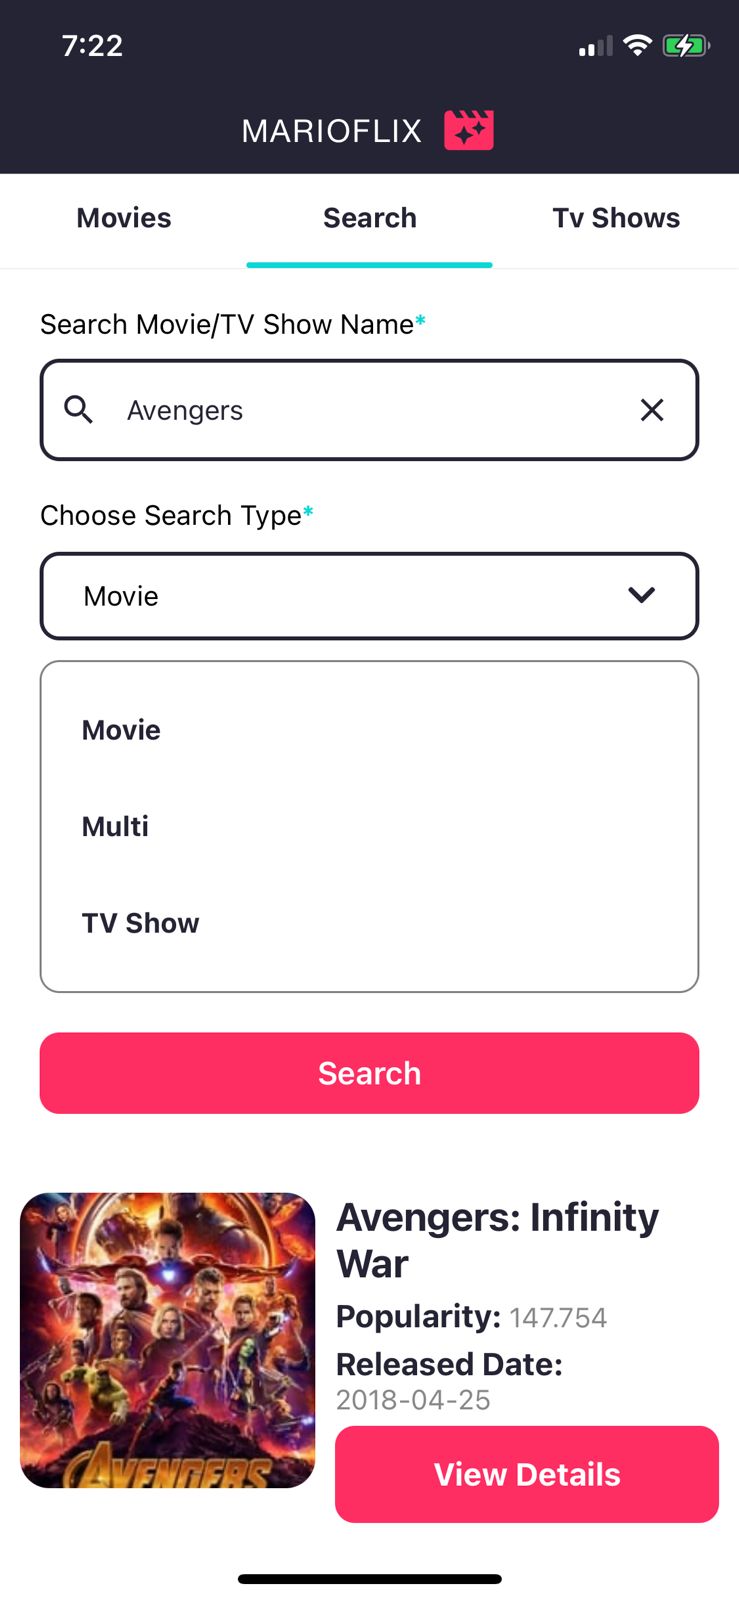 7:22
MARIOFLIX
Movies Search Tv Shows
Search Movie/TV Show Name*
Avengers
Choose Search Type*
Movie
Movie
Multi
TV Show
Search
Avengers: Infinity
War
Popularity: 147.754
Released Date:
2018-04-25
AVENGERS
View Details